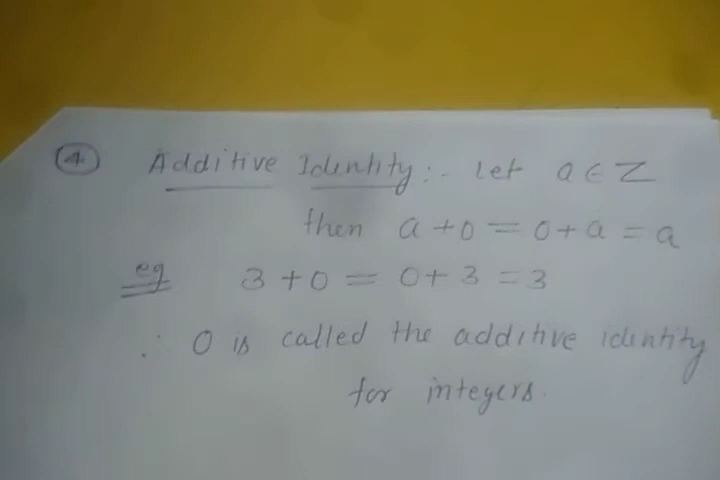 ④ Additive Identity :- Let a ∈ Z
then a + 0 = 0 + a = a
eg 3 + 0 = 0 + 3 = 3
∴ 0 is called the additive identity
for integers.